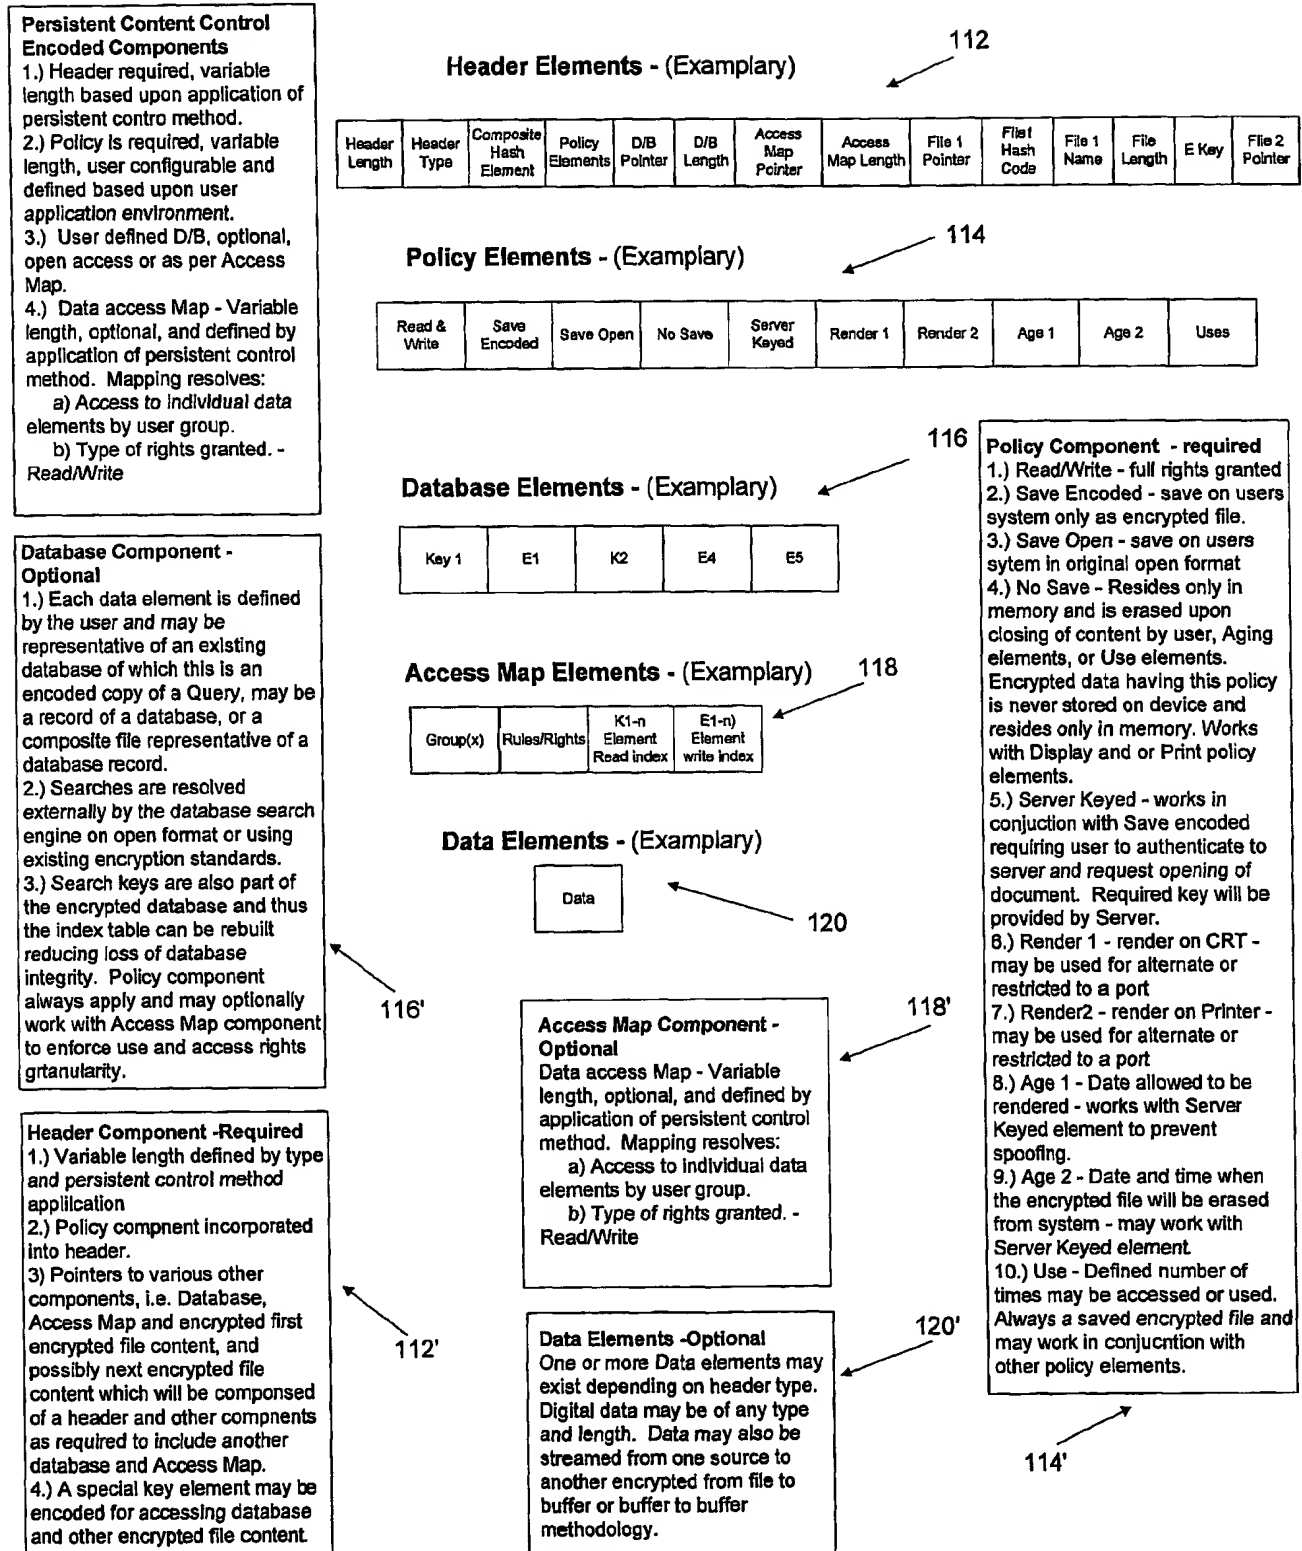 Persistent Content Control
Encoded Components
1.) Header required, variable
length based upon application of
persistent contro method.
2.) Policy is required, variable
length, user configurable and
defined based upon user
application environment.
3.) User defined D/B, optional,
open access or as per Access
Map.
4.) Data access Map - Variable
length, optional, and defined by
application of persistent control
method. Mapping resolves:
a) Access to individual data
elements by user group.
b) Type of rights granted. -
Read/Write
Header Elements - (Examplary)
112
Header
Length
Header
Type
Composite
Hash
Element
Policy
Elements
D/B
Pointer
D/B
Length
Access
Map
Pointer
Access
Map Length
File 1
Pointer
File1
Hash
Code
File 1
Name
File
Length
E Key
File 2
Pointer
Policy Elements - (Examplary)
114
Read &
Write
Save
Encoded
Save Open
No Save
Server
Keyed
Render 1
Render 2
Age 1
Age 2
Uses
Database Elements - (Examplary)
116
Key 1
E1
K2
E4
E5
Access Map Elements - (Examplary)
118
Group(x)
Rules/Rights
K1-n
Element
Read index
E1-n)
Element
write index
Data Elements - (Examplary)
Data
120
Database Component -
Optional
1.) Each data element is defined
by the user and may be
representative of an existing
database of which this is an
encoded copy of a Query, may be
a record of a database, or a
composite file representative of a
database record.
2.) Searches are resolved
externally by the database search
engine on open format or using
existing encryption standards.
3.) Search keys are also part of
the encrypted database and thus
the index table can be rebuilt
reducing loss of database
integrity. Policy component
always apply and may optionally
work with Access Map component
to enforce use and access rights
grtanularity.
116'
Header Component -Required
1.) Variable length defined by type
and persistent control method
applilcation
2.) Policy compnent incorporated
into header.
3) Pointers to various other
components, i.e. Database,
Access Map and encrypted first
encrypted file content, and
possibly next encrypted file
content which will be componsed
of a header and other compnents
as required to include another
database and Access Map.
4.) A special key element may be
encoded for accessing database
and other encrypted file content.
112'
Access Map Component -
Optional
Data access Map - Variable
length, optional, and defined by
application of persistent control
method. Mapping resolves:
a) Access to individual data
elements by user group.
b) Type of rights granted. -
Read/Write
118'
Data Elements -Optional
One or more Data elements may
exist depending on header type.
Digital data may be of any type
and length. Data may also be
streamed from one source to
another encrypted from file to
buffer or buffer to buffer
methodology.
120'
Policy Component - required
1.) Read/Write - full rights granted
2.) Save Encoded - save on users
system only as encrypted file.
3.) Save Open - save on users
sytem in original open format
4.) No Save - Resides only in
memory and is erased upon
closing of content by user, Aging
elements, or Use elements.
Encrypted data having this policy
is never stored on device and
resides only in memory. Works
with Display and or Print policy
elements.
5.) Server Keyed - works in
conjuction with Save encoded
requiring user to authenticate to
server and request opening of
document. Required key will be
provided by Server.
6.) Render 1 - render on CRT -
may be used for alternate or
restricted to a port
7.) Render2 - render on Printer -
may be used for alternate or
restricted to a port
8.) Age 1 - Date allowed to be
rendered - works with Server
Keyed element to prevent
spoofing.
9.) Age 2 - Date and time when
the encrypted file will be erased
from system - may work with
Server Keyed element.
10.) Use - Defined number of
times may be accessed or used.
Always a saved encrypted file and
may work in conjucntion with
other policy elements.
114'